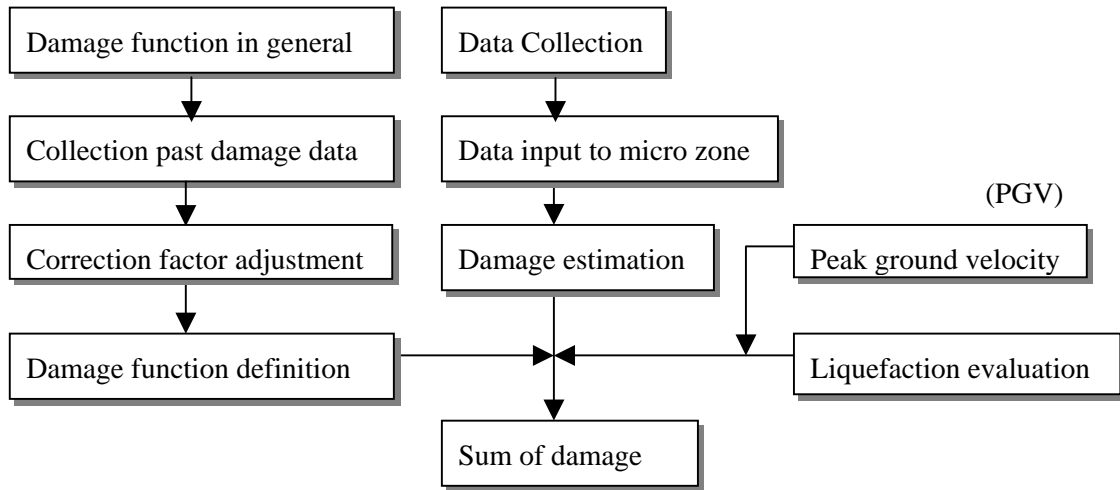 Damage function in general
Data Collection
Collection past damage data
Data input to micro zone
(PGV)
Correction factor adjustment
Damage estimation
Peak ground velocity
Damage function definition
Liquefaction evaluation
Sum of damage